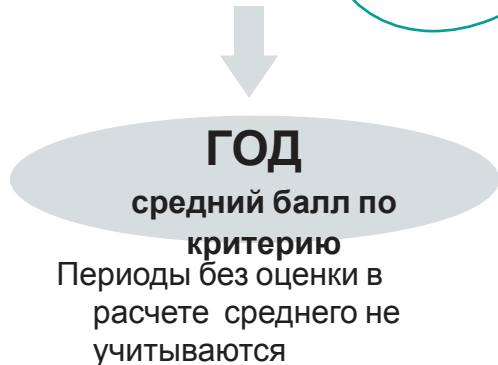 ГОД
средний балл по
критерию
Периоды без оценки в
расчете среднего не
учитываются